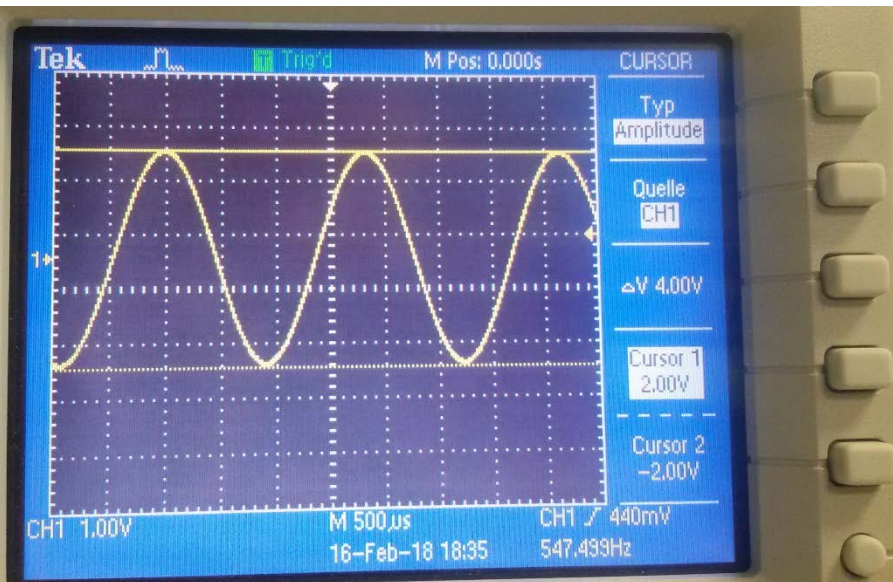 Tek Trig'd M Pos: 0.000s CURSOR
Typ
Amplitude
Quelle
CH1
1
△V 4.00V
Cursor 1
2.00V
Cursor 2
-2.00V
CH1 1.00V M 500µs CH1 440mV
16-Feb-18 18:35 547.499Hz